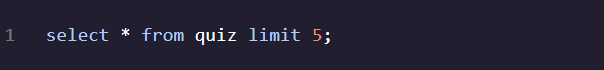 1 select * from quiz limit 5;